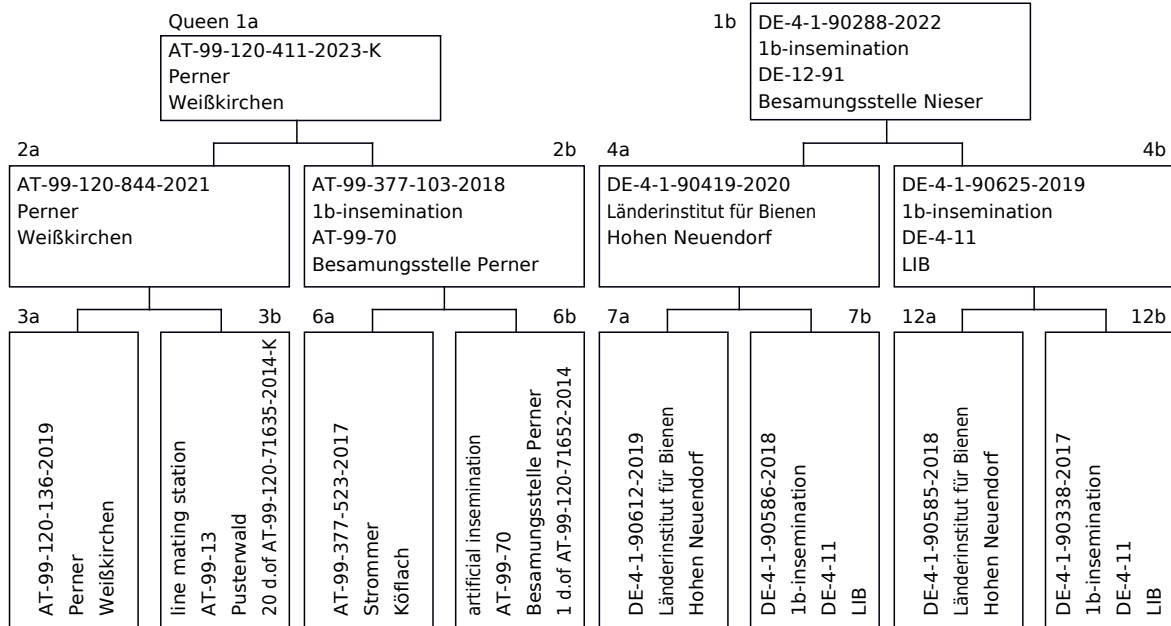 Queen 1a
AT-99-120-411-2023-K
Perner
Weißkirchen
1b
DE-4-1-90288-2022
1b-insemination
DE-12-91
Besamungsstelle Nieser
2a
AT-99-120-844-2021
Perner
Weißkirchen
2b
AT-99-377-103-2018
1b-insemination
AT-99-70
Besamungsstelle Perner
4a
DE-4-1-90419-2020
Länderinstitut für Bienen
Hohen Neuendorf
4b
DE-4-1-90625-2019
1b-insemination
DE-4-11
LIB
3a
AT-99-120-136-2019
Perner
Weißkirchen
3b
line mating station
AT-99-13
Pusterwald
20 d.of AT-99-120-71635-2014-K
6a
AT-99-377-523-2017
Strommer
Köflach
6b
artificial insemination
AT-99-70
Besamungsstelle Perner
1 d.of AT-99-120-71652-2014
7a
DE-4-1-90612-2019
Länderinstitut für Bienen
Hohen Neuendorf
7b
DE-4-1-90586-2018
1b-insemination
DE-4-11
LIB
12a
DE-4-1-90585-2018
Länderinstitut für Bienen
Hohen Neuendorf
12b
DE-4-1-90338-2017
1b-insemination
DE-4-11
LIB